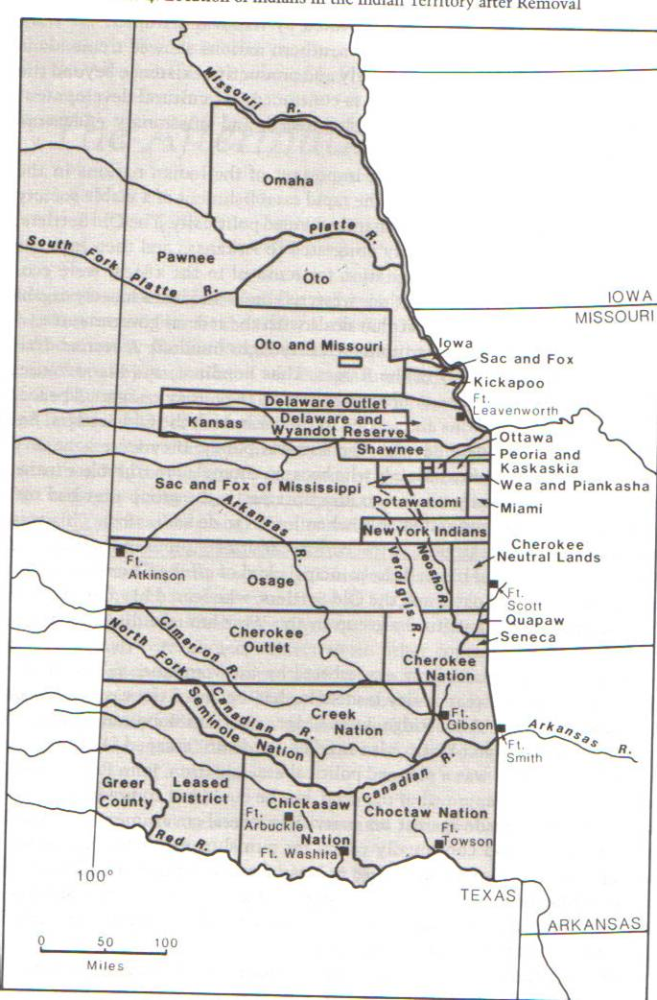 Location of Indians in the Indian Territory after Removal
Missouri R.
Omaha
Platte R.
Pawnee
South Fork Platte R.
Oto
IOWA
MISSOURI
Oto and Missouri
Iowa
Sac and Fox
Kickapoo
Ft.
Leavenworth
Delaware Outlet
Kansas
Delaware and
Wyandot Reserve
Shawnee
Ottawa
Peoria and
Kaskaskia
Sac and Fox of Mississippi
Wea and Piankasha
Potawatomi
Miami
Arkansas R.
New York Indians
Cherokee
Neutral Lands
Ft.
Atkinson
Osage
Verdigris R.
Neosho R.
Ft.
Scott
Quapaw
Seneca
Cherokee
Outlet
Cimarron R.
Cherokee
Nation
North Fork Canadian R.
Seminole Nation
Creek
Nation
Ft.
Gibson
Arkansas R.
Ft.
Smith
Canadian R.
Greer
County
Leased
District
Chickasaw
Nation
Choctaw Nation
Ft.
Arbuckle
Ft. Washita
Ft.
Towson
Red R.
100°
TEXAS
ARKANSAS
0 50 100
Miles